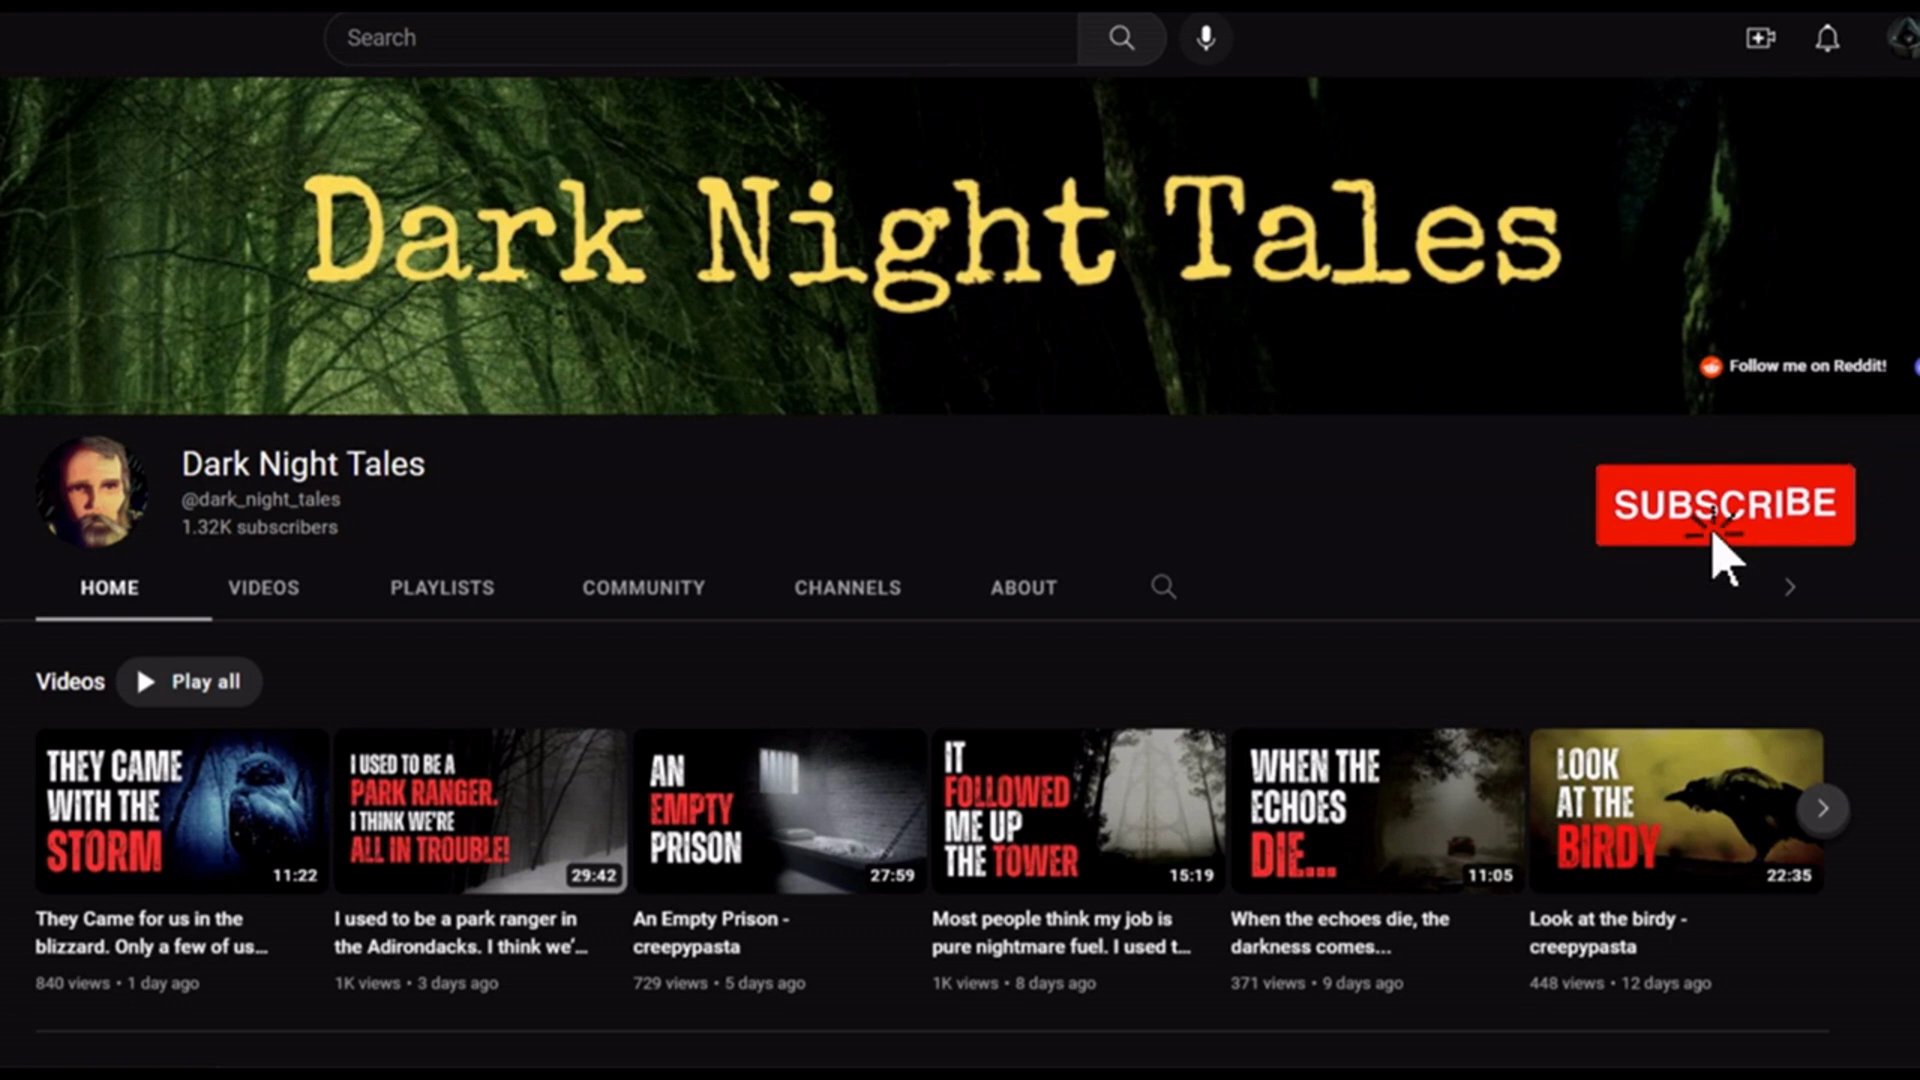 Search
Dark Night Tales
Follow me on Reddit!
Dark Night Tales
@dark_night_tales
1.32K subscribers
SUBSCRIBE
HOME VIDEOS PLAYLISTS COMMUNITY CHANNELS ABOUT
Videos Play all
THEY CAME
WITH THE
STORM
11:22
I USED TO BE A
PARK RANGER.
I THINK WE'RE
ALL IN TROUBLE!
29:42
AN
EMPTY
PRISON
27:59
IT
FOLLOWED
ME UP
THE TOWER
15:19
WHEN THE
ECHOES
DIE...
11:05
LOOK
AT THE
BIRDY
22:35
They Came for us in the
blizzard. Only a few of us...
840 views • 1 day ago
I used to be a park ranger in
the Adirondacks. I think we'...
1K views • 3 days ago
An Empty Prison -
creepypasta
729 views • 5 days ago
Most people think my job is
pure nightmare fuel. I used t...
1K views • 8 days ago
When the echoes die, the
darkness comes...
371 views • 9 days ago
Look at the birdy -
creepypasta
448 views • 12 days ago